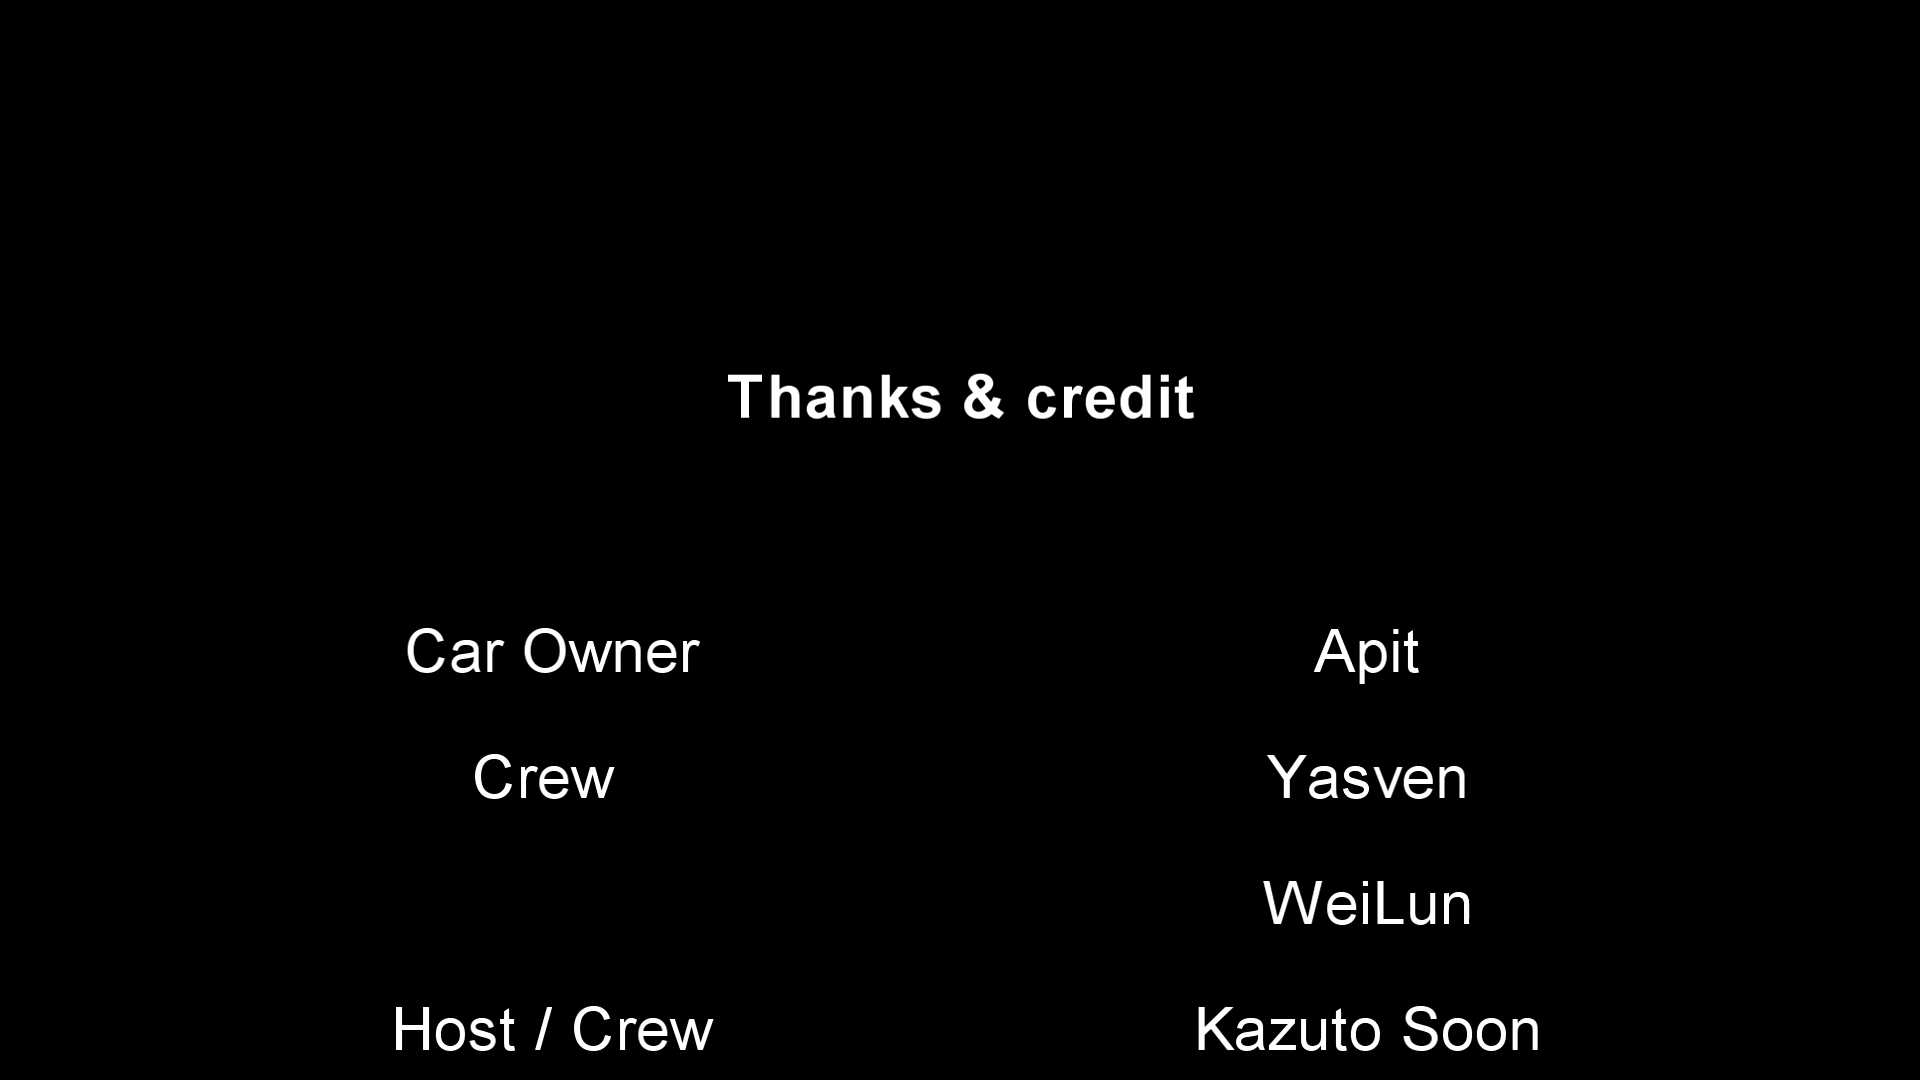 Thanks & credit
Car Owner Apit
Crew Yasven
WeiLun
Host / Crew Kazuto Soon